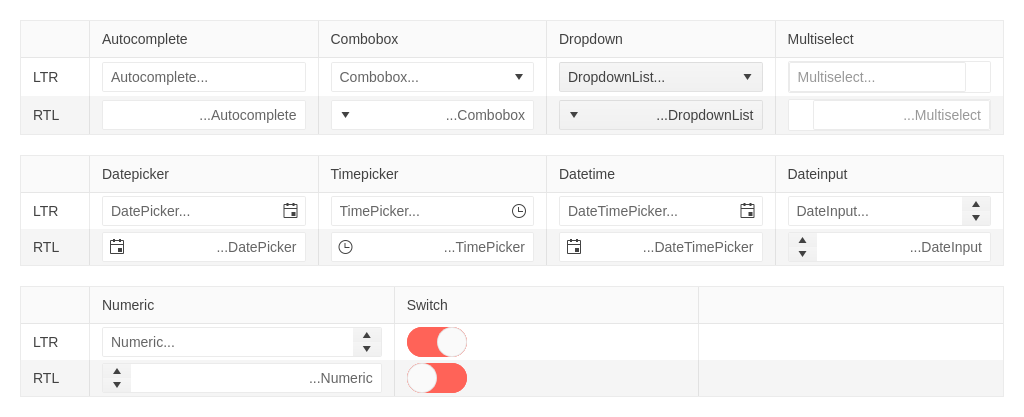 Autocomplete Combobox Dropdown Multiselect
LTR Autocomplete... Combobox... DropdownList... Multiselect...
RTL ...Autocomplete ...Combobox ...DropdownList ...Multiselect
Datepicker Timepicker Datetime Dateinput
LTR DatePicker... TimePicker... DateTimePicker... DateInput...
RTL ...DatePicker ...TimePicker ...DateTimePicker ...DateInput
Numeric Switch
LTR Numeric...
RTL ...Numeric